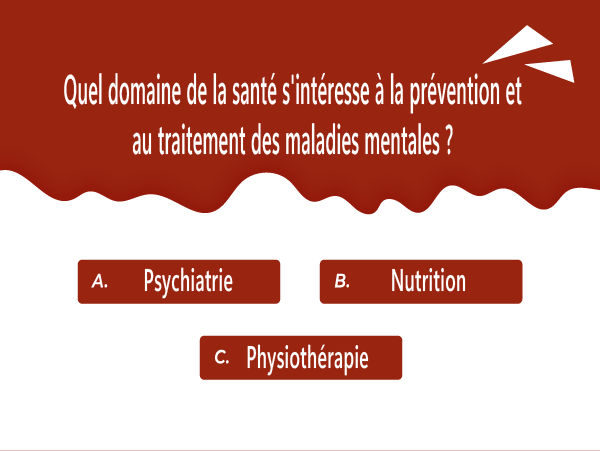 Quel domaine de la santé s'intéresse à la prévention et
au traitement des maladies mentales ?
A. Psychiatrie
B. Nutrition
C. Physiothérapie